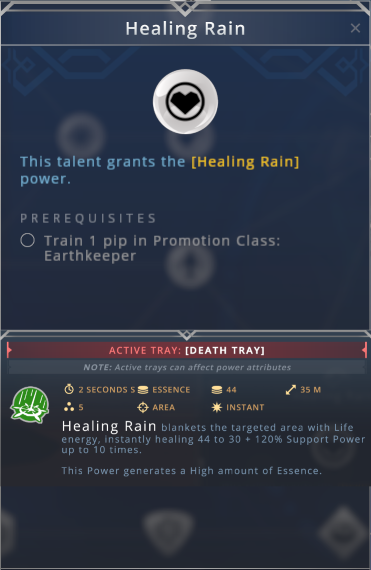 Healing Rain
This talent grants the [Healing Rain]
power.
PREREQUISITES
Train 1 pip in Promotion Class:
Earthkeeper
ACTIVE TRAY: [DEATH TRAY]
NOTE: Active trays can affect power attributes
2 SECONDS S ESSENCE 44 35 M
5 AREA INSTANT
Healing Rain blankets the targeted area with Life
energy, instantly healing 44 to 30 + 120% Support Power
up to 10 times.
This Power generates a High amount of Essence.